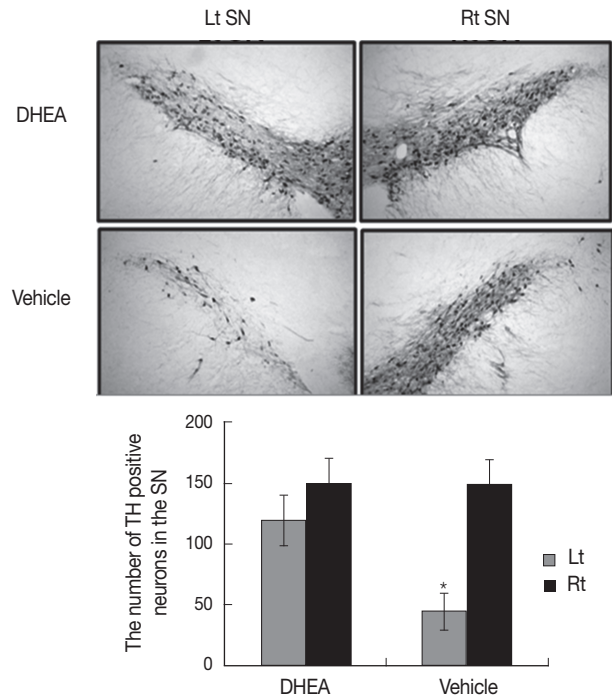 Lt SN
Rt SN
DHEA
Vehicle
The number of TH positive
neurons in the SN
200
150
100
50
0
*
Lt
Rt
DHEA
Vehicle